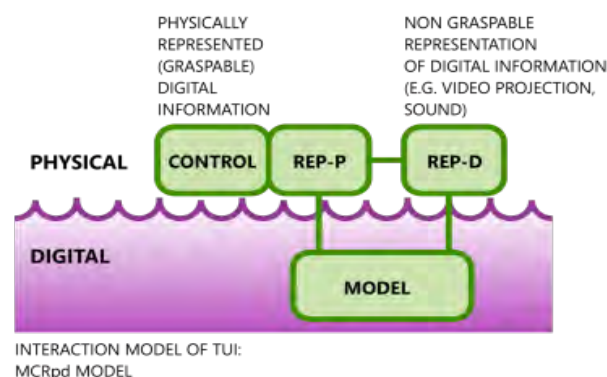 PHYSICALLY
REPRESENTED
(GRASPABLE)
DIGITAL
INFORMATION
NON GRASPABLE
REPRESENTATION
OF DIGITAL INFORMATION
(E.G. VIDEO PROJECTION,
SOUND)
PHYSICAL
CONTROL
REP-P
REP-D
DIGITAL
MODEL
INTERACTION MODEL OF TUI:
MCRpd MODEL